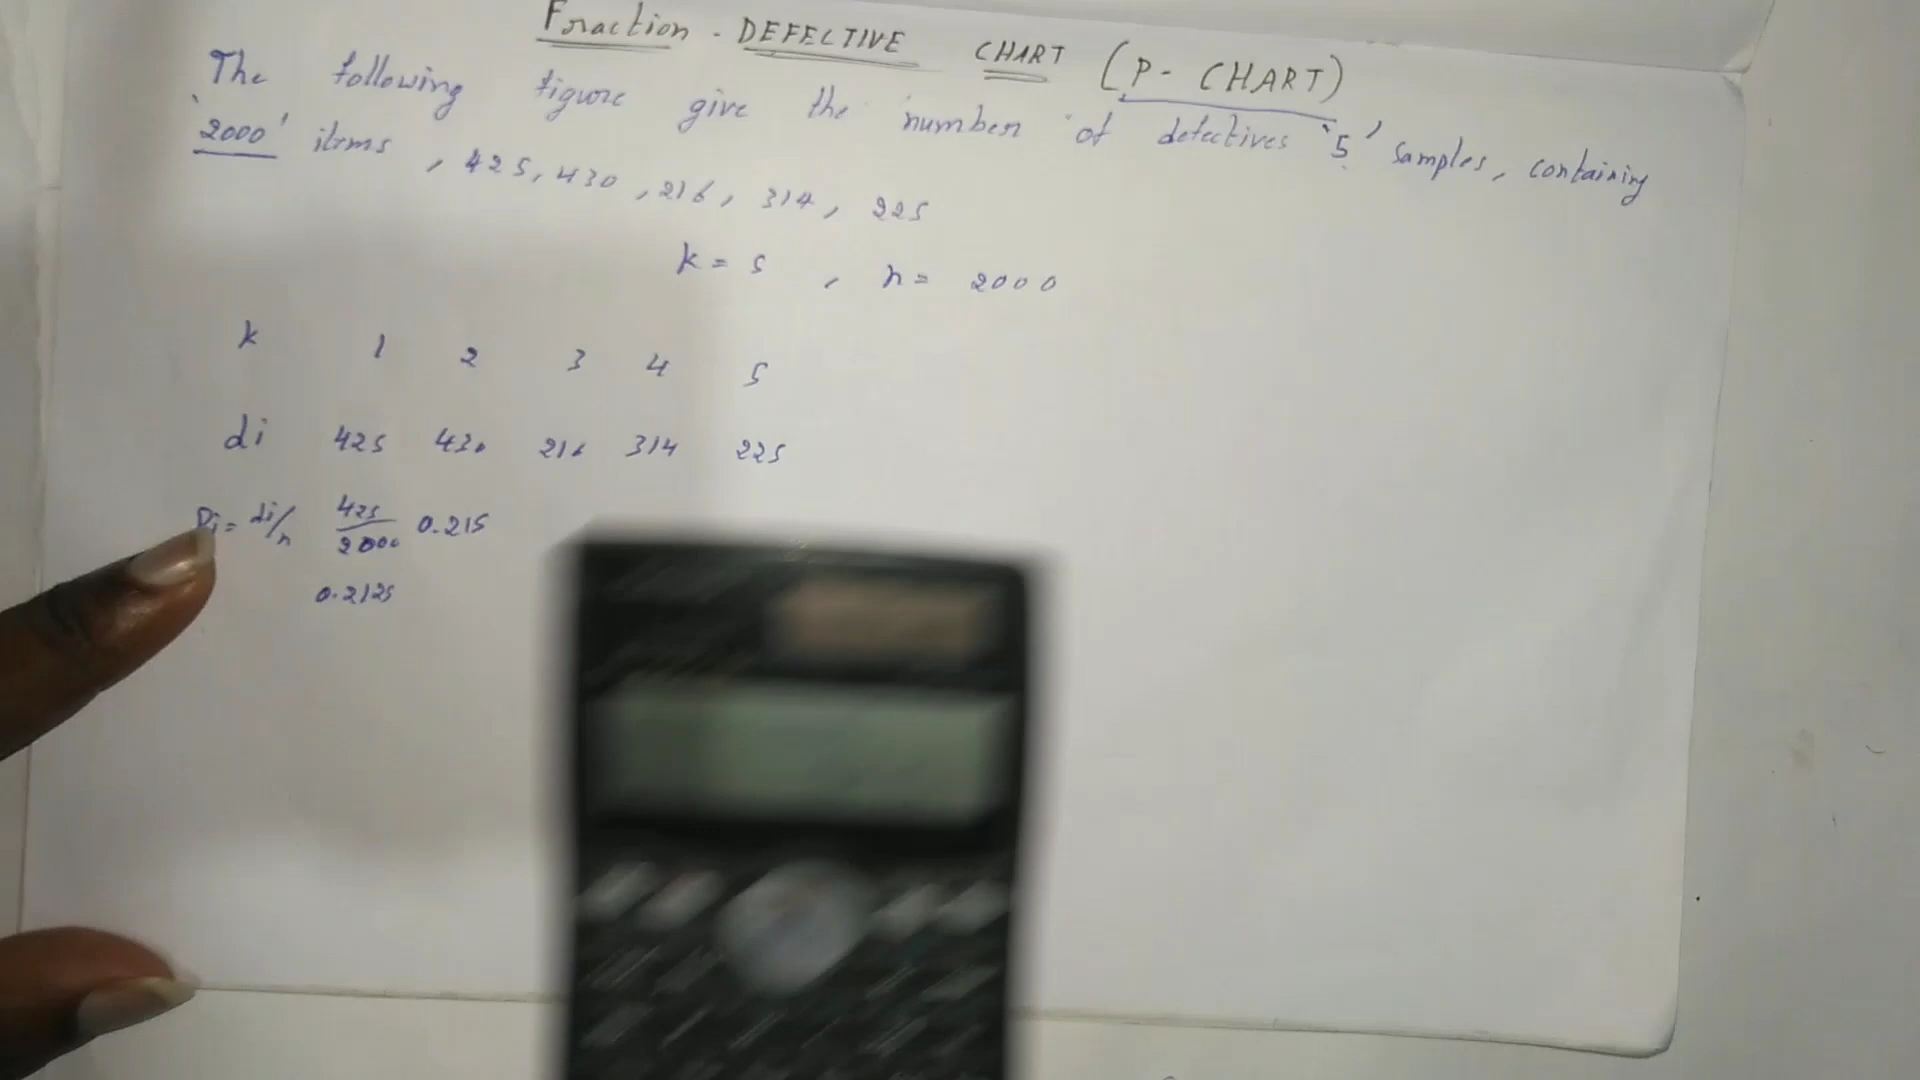 Fraction - DEFECTIVE CHART (P - CHART)
The following figure give the number of defectives '5' samples, containing
'2000' items, 425, 430, 216, 314, 225
k = 5, n = 2000
k 1 2 3 4 5
di 425 430 216 314 225
Pi = di/n 425/2000 0.215
0.2125